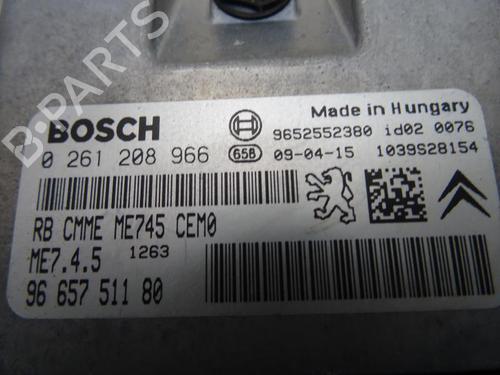 Made in Hungary
BOSCH
9652552380 id02 0076
0 261 208 966
658 09-04-15 1039S28154
RB CMME ME745 CEM0
ME7.4.5 1263
96 657 511 80
B-PARTS